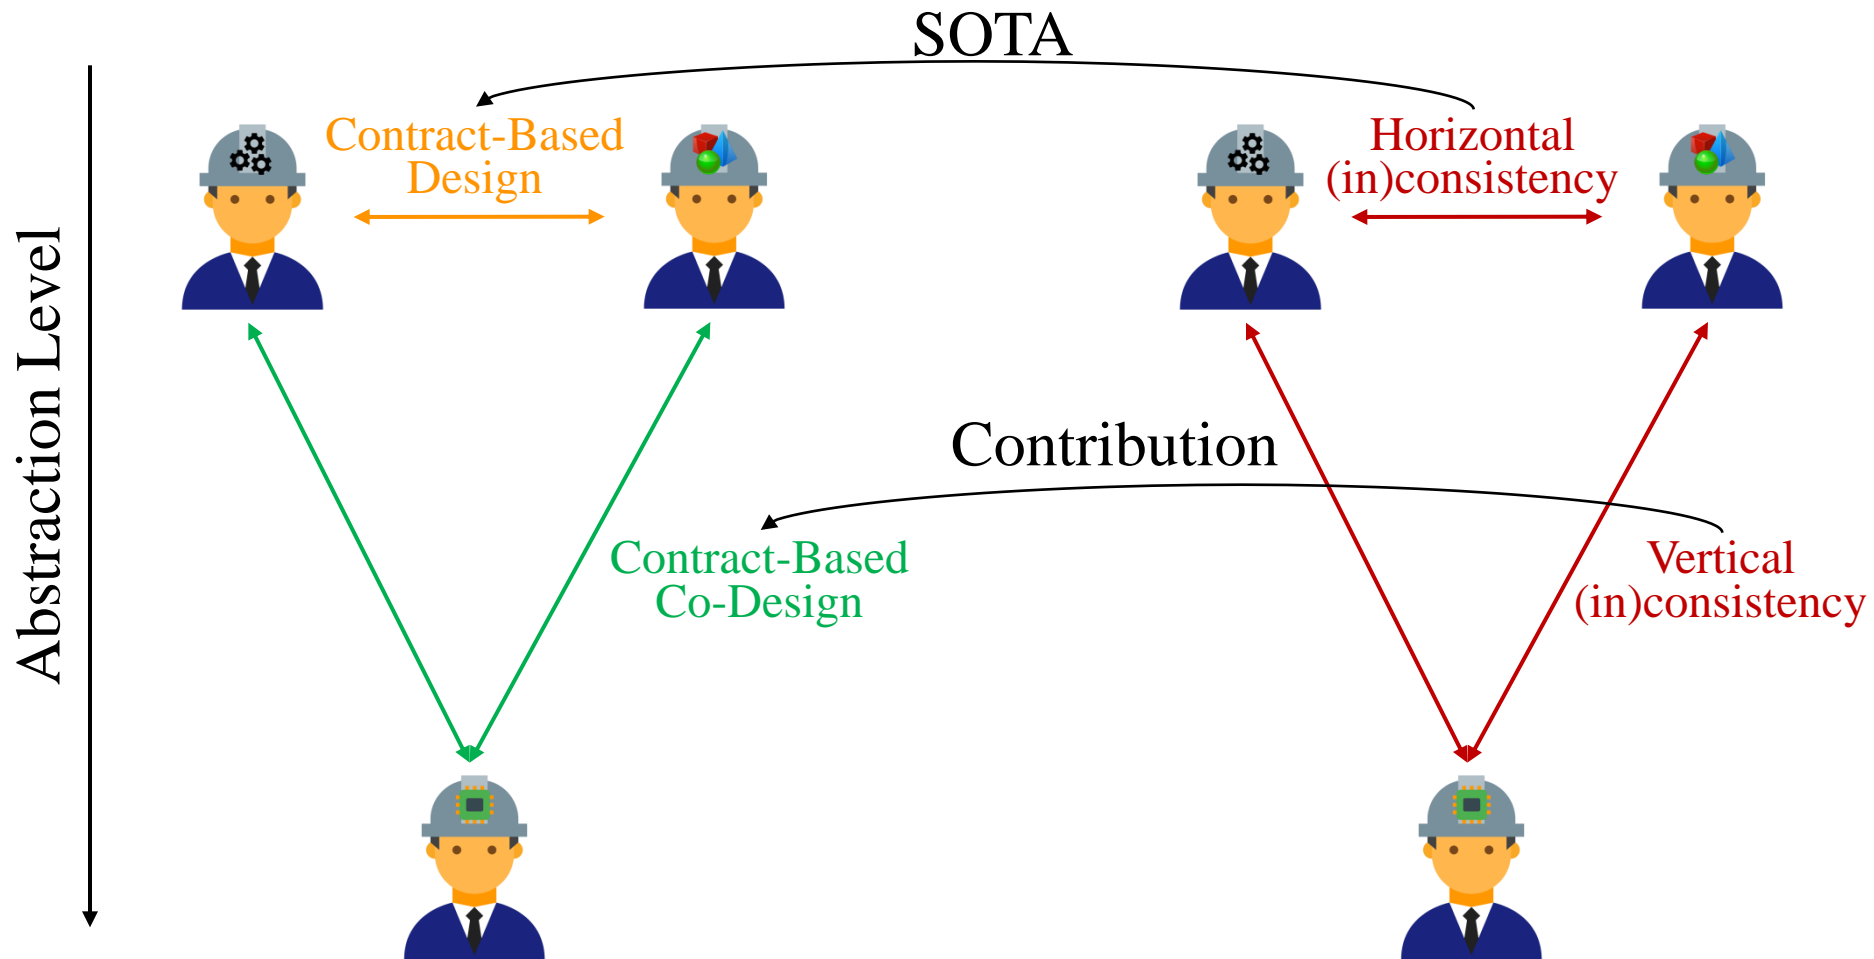 SOTA
Contract-Based
Design
Horizontal
(in)consistency
Abstraction Level
Contribution
Contract-Based
Co-Design
Vertical
(in)consistency